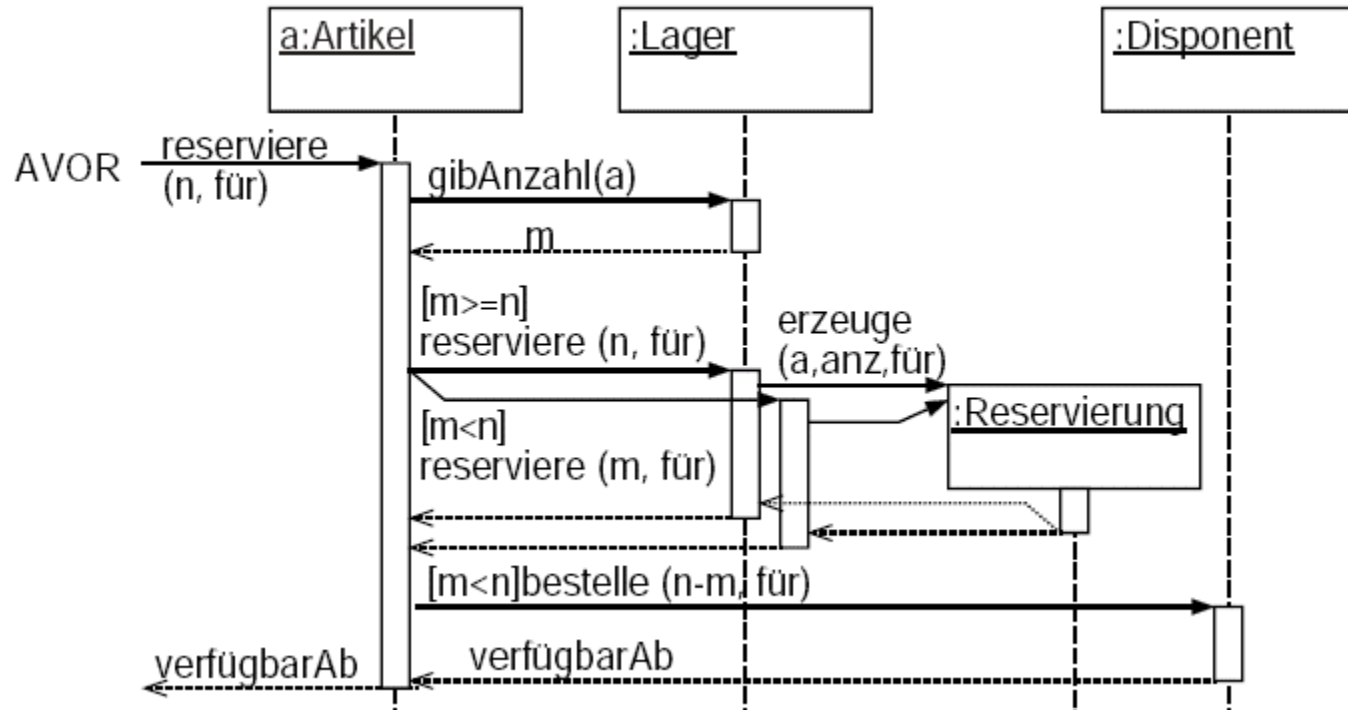 a:Artikel
:Lager
:Disponent
AVOR
reserviere
(n, für)
gibAnzahl(a)
m
[m>=n]
reserviere (n, für)
erzeuge
(a,anz,für)
:Reservierung
[m<n]
reserviere (m, für)
[m<n]bestelle (n-m, für)
verfügbarAb
verfügbarAb